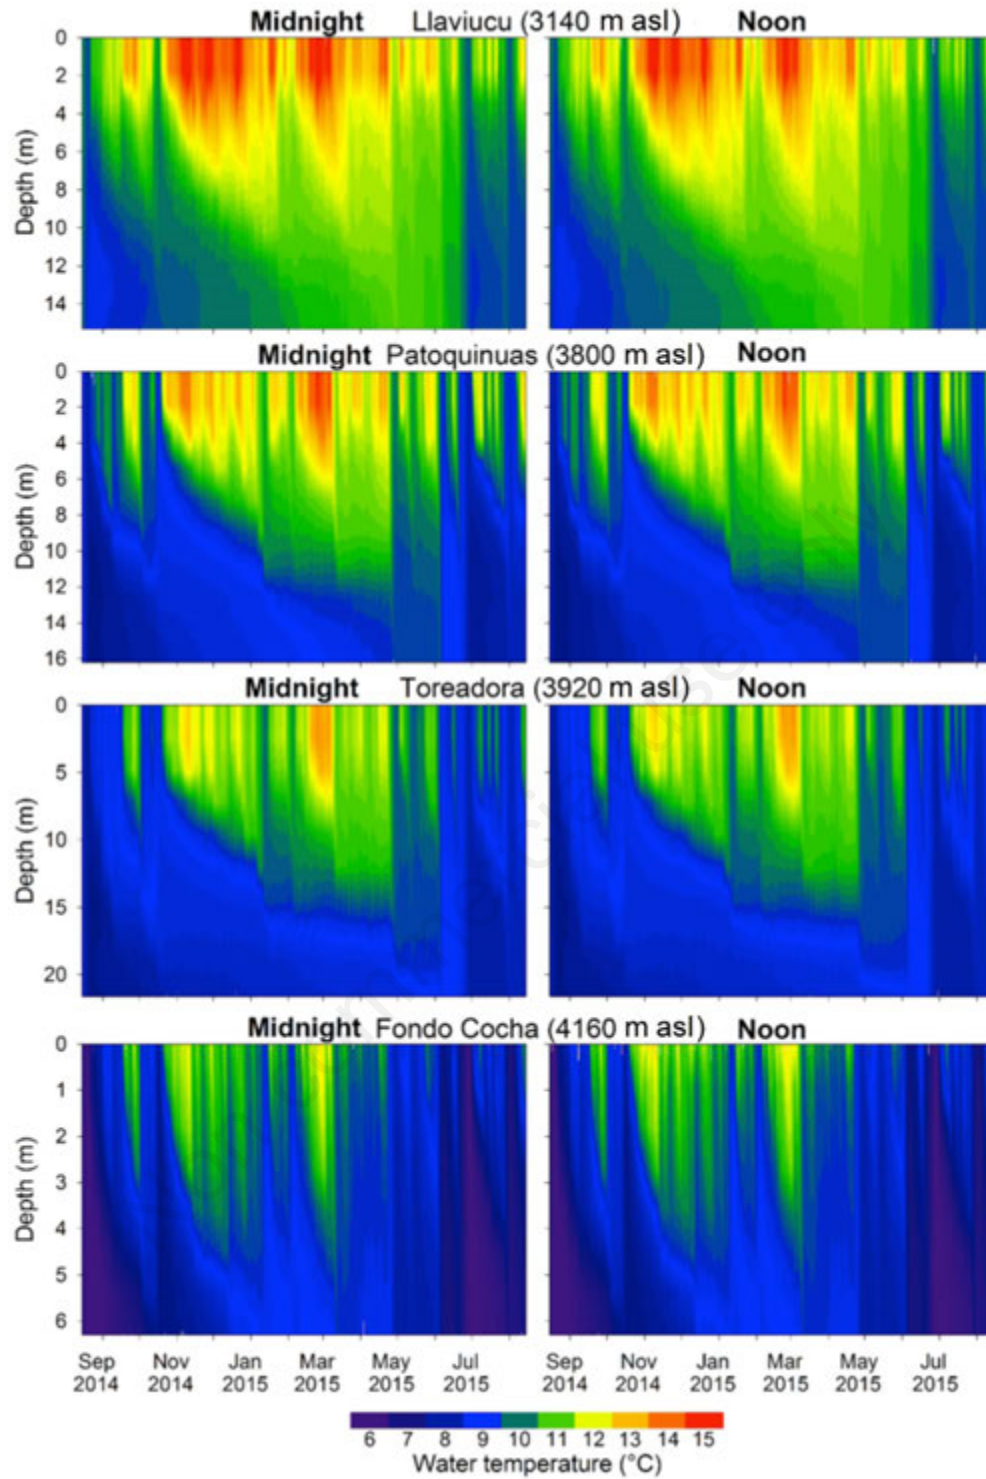 Midnight Llaviucu (3140 m asl) Noon
0
2
4
6
8
10
12
14
Depth (m)
Midnight Patoquinuas (3800 m asl) Noon
0
2
4
6
8
10
12
14
16
Depth (m)
Midnight Toreadora (3920 m asl) Noon
0
5
10
15
20
Depth (m)
Midnight Fondo Cocha (4160 m asl) Noon
0
1
2
3
4
5
6
Depth (m)
Sep Nov Jan Mar May Jul Sep Nov Jan Mar May Jul
2014 2014 2015 2015 2015 2015 2014 2014 2015 2015 2015 2015
6 7 8 9 10 11 12 13 14 15
Water temperature (°C)